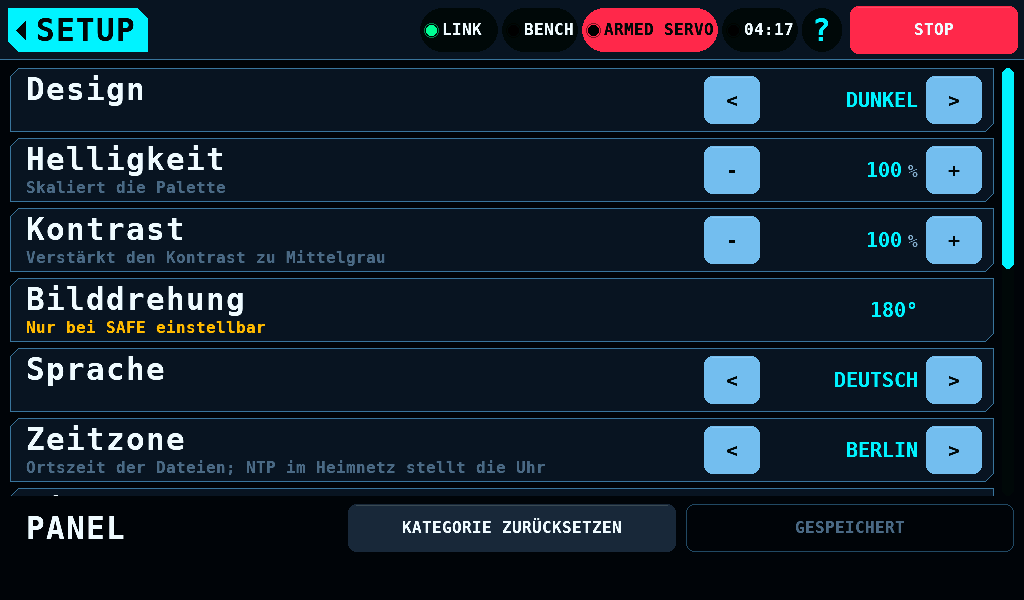 SETUP
LINK
BENCH
ARMED SERVO
04:17
?
STOP
Design
< DUNKEL >
Helligkeit
Skaliert die Palette
- 100 % +
Kontrast
Verstärkt den Kontrast zu Mittelgrau
- 100 % +
Bilddrehung
Nur bei SAFE einstellbar
180°
Sprache
< DEUTSCH >
Zeitzone
Ortszeit der Dateien; NTP im Heimnetz stellt die Uhr
< BERLIN >
PANEL
KATEGORIE ZURÜCKSETZEN
GESPEICHERT